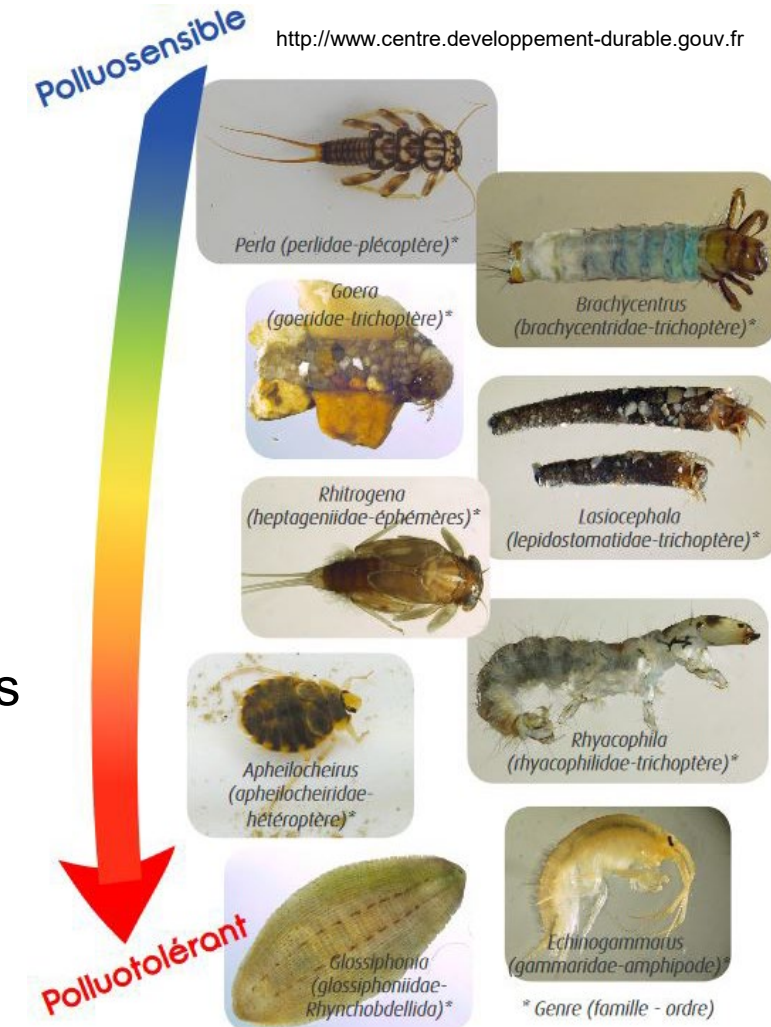 Polluosensible
http://www.centre.developpement-durable.gouv.fr
Perla (perlidae-plécoptère)*
Brachycentrus
(brachycentridae-trichoptère)*
Goera
(goeridae-trichoptère)*
Lasiocephala
(lepidostomatidae-trichoptère)*
Rhitrogena
(heptageniidae-éphémères)*
s
Rhyacophila
(rhyacophilidae-trichoptère)*
Apheilocheirus
(apheilocheiridae-
hétéroptère)*
Echinogammarus
(gammaridae-amphipode)*
Glossiphonia
(glossiphoniidae-
Rhynchobdellida)*
Polluotolérant
* Genre (famille - ordre)